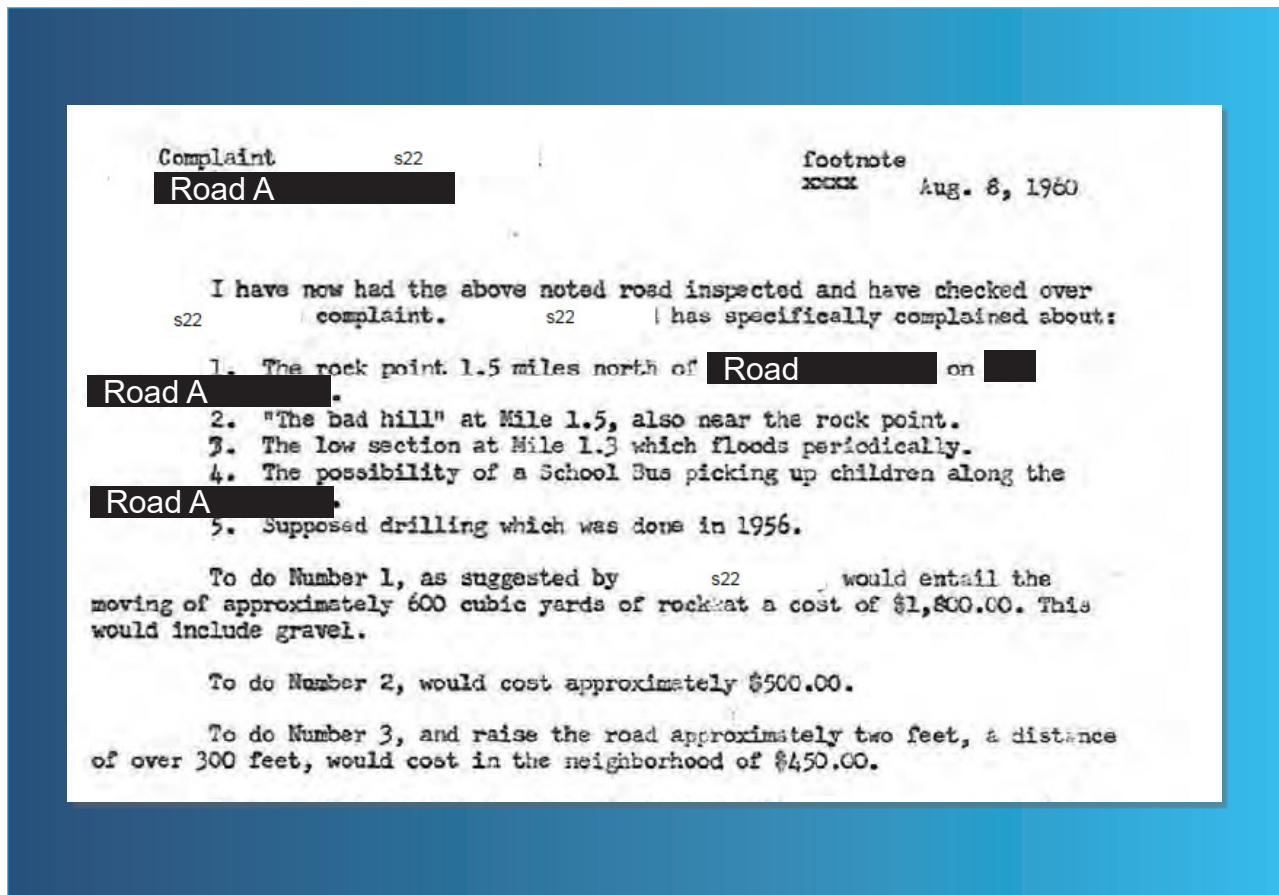 Complaint s22 footnote
Road A xxxx Aug. 8, 1960
I have now had the above noted road inspected and have checked over
s22 complaint. s22 has specifically complained about:
1. The rock point 1.5 miles north of Road on
Road A .
2. "The bad hill" at Mile 1.5, also near the rock point.
3. The low section at Mile 1.3 which floods periodically.
4. The possibility of a School Bus picking up children along the
Road A .
5. Supposed drilling which was done in 1956.
To do Number 1, as suggested by s22 would entail the
moving of approximately 600 cubic yards of rock at a cost of $1,800.00. This
would include gravel.
To do Number 2, would cost approximately $500.00.
To do Number 3, and raise the road approximately two feet, a distance
of over 300 feet, would cost in the neighborhood of $450.00.